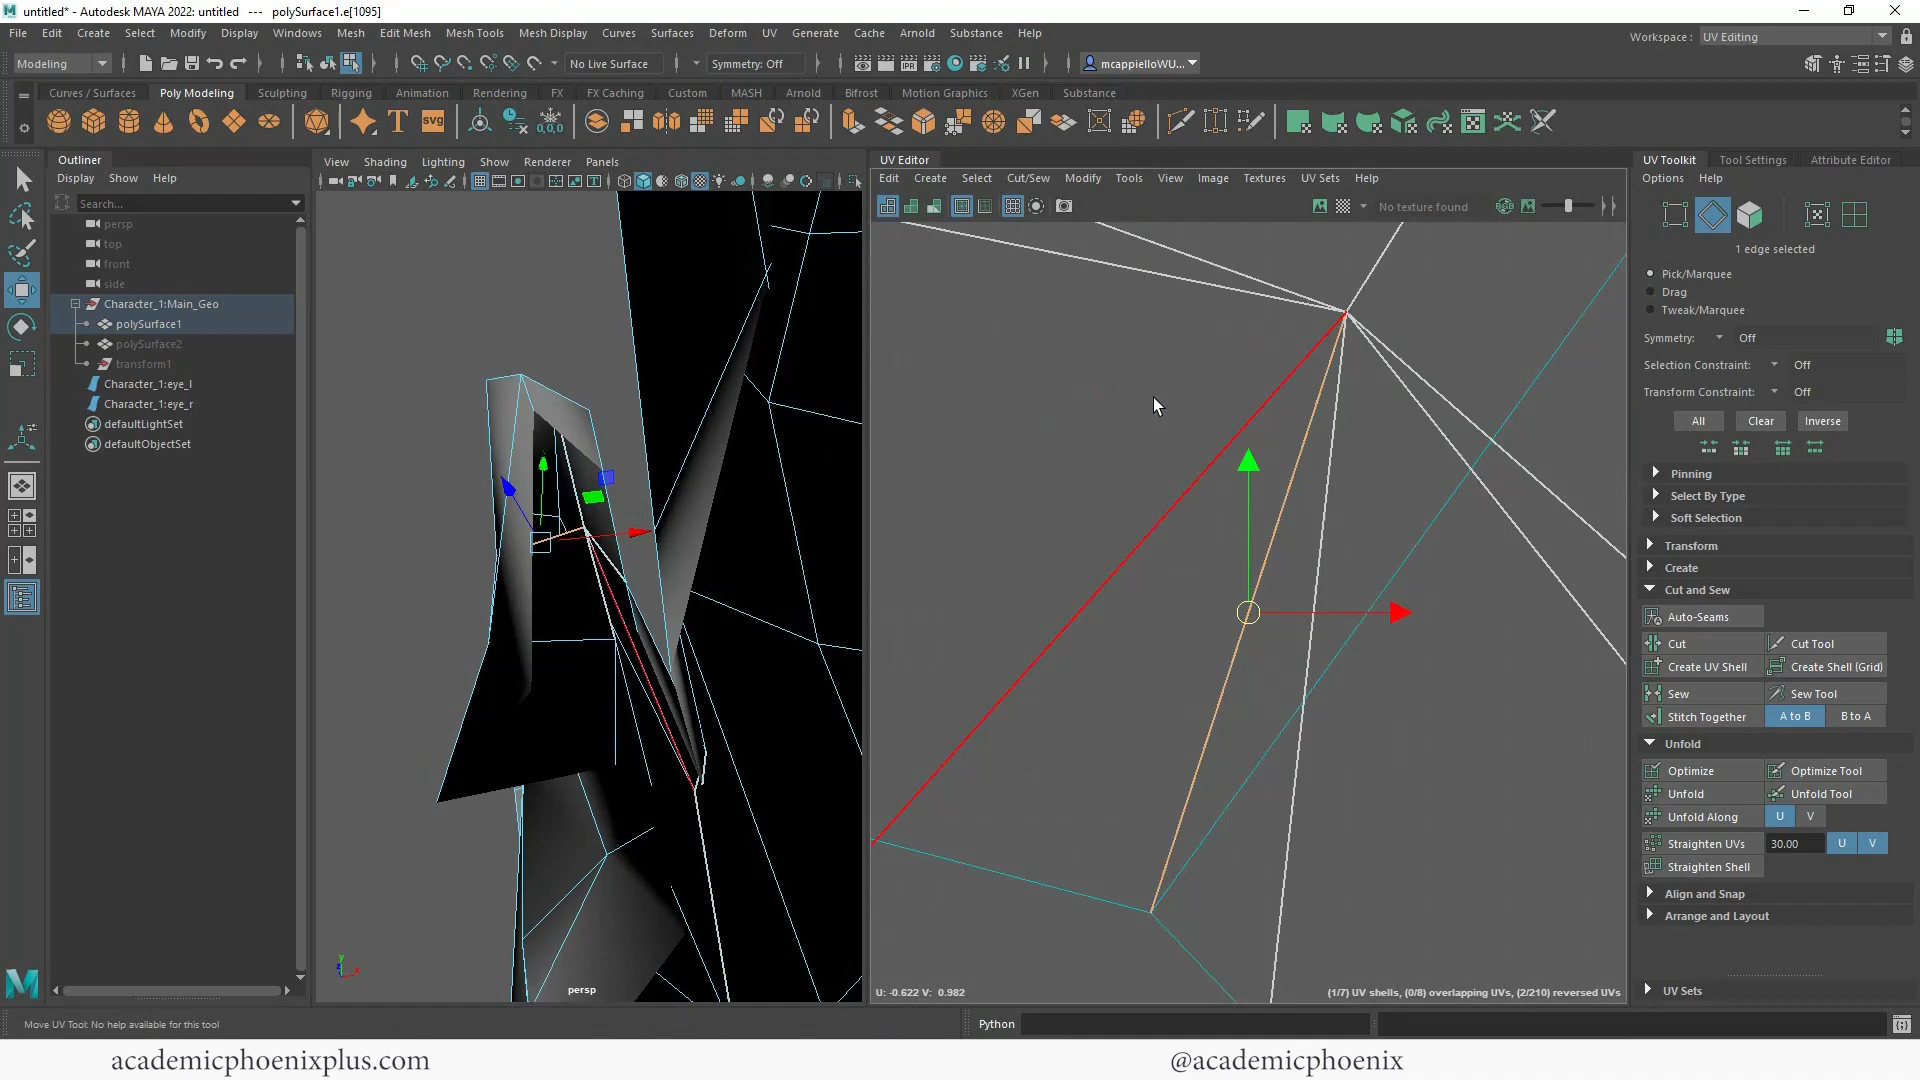 untitled* - Autodesk MAYA 2022: untitled   ---   polySurface1.e[1095]
File Edit Create Select Modify Display Windows Mesh Edit Mesh Mesh Tools Mesh Display Curves Surfaces Deform UV Generate Cache Arnold Substance Help
Workspace : UV Editing
Modeling No Live Surface Symmetry: Off mcappielloWU...
Curves / Surfaces Poly Modeling Sculpting Rigging Animation Rendering FX FX Caching Custom MASH Arnold Bifrost Motion Graphics XGen Substance
T svg 0,0,0 IPR
Outliner
Display Show Help
Search...
persp
top
front
side
Character_1:Main_Geo
polySurface1
polySurface2
transform1
Character_1:eye_l
Character_1:eye_r
defaultLightSet
defaultObjectSet
View Shading Lighting Show Renderer Panels
y
x
persp
UV Editor
Edit Create Select Cut/Sew Modify Tools View Image Textures UV Sets Help
No texture found
RGB
U: -0.622 V: 0.982
(1/7) UV shells, (0/8) overlapping UVs, (2/210) reversed UVs
UV Toolkit Tool Settings Attribute Editor
Options Help
1 edge selected
Pick/Marquee
Drag
Tweak/Marquee
Symmetry: Off
Selection Constraint: Off
Transform Constraint: Off
All Clear Inverse
Pinning
Select By Type
Soft Selection
Transform
Create
Cut and Sew
Auto-Seams
Cut Cut Tool
Create UV Shell Create Shell (Grid)
Sew Sew Tool
Stitch Together A to B B to A
Unfold
Optimize Optimize Tool
Unfold Unfold Tool
Unfold Along U V
Straighten UVs 30.00 U V
Straighten Shell
Align and Snap
Arrange and Layout
UV Sets
Move UV Tool: No help available for this tool
Python
academicphoenixplus.com
@academicphoenix